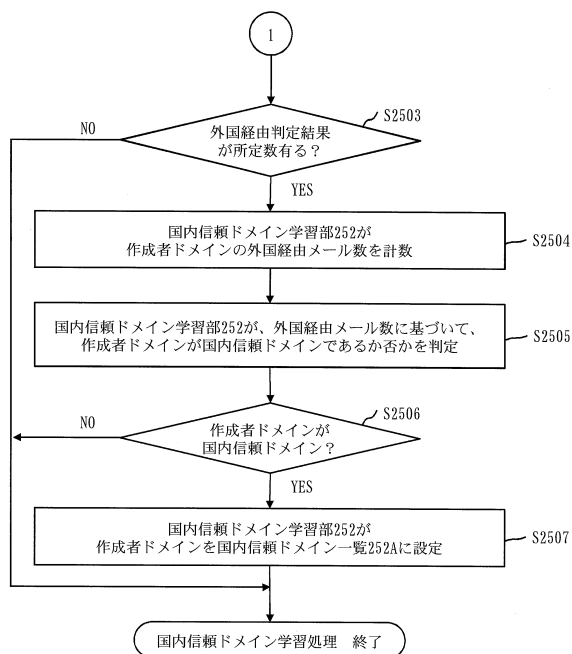 1
S2503
NO
外国経由判定結果
が所定数有る？
YES
国内信頼ドメイン学習部252が
作成者ドメインの外国経由メール数を計数
S2504
国内信頼ドメイン学習部252が、外国経由メール数に基づいて、
作成者ドメインが国内信頼ドメインであるか否かを判定
S2505
S2506
NO
作成者ドメインが
国内信頼ドメイン？
YES
国内信頼ドメイン学習部252が
作成者ドメインを国内信頼ドメイン一覧252Aに設定
S2507
国内信頼ドメイン学習処理　終了